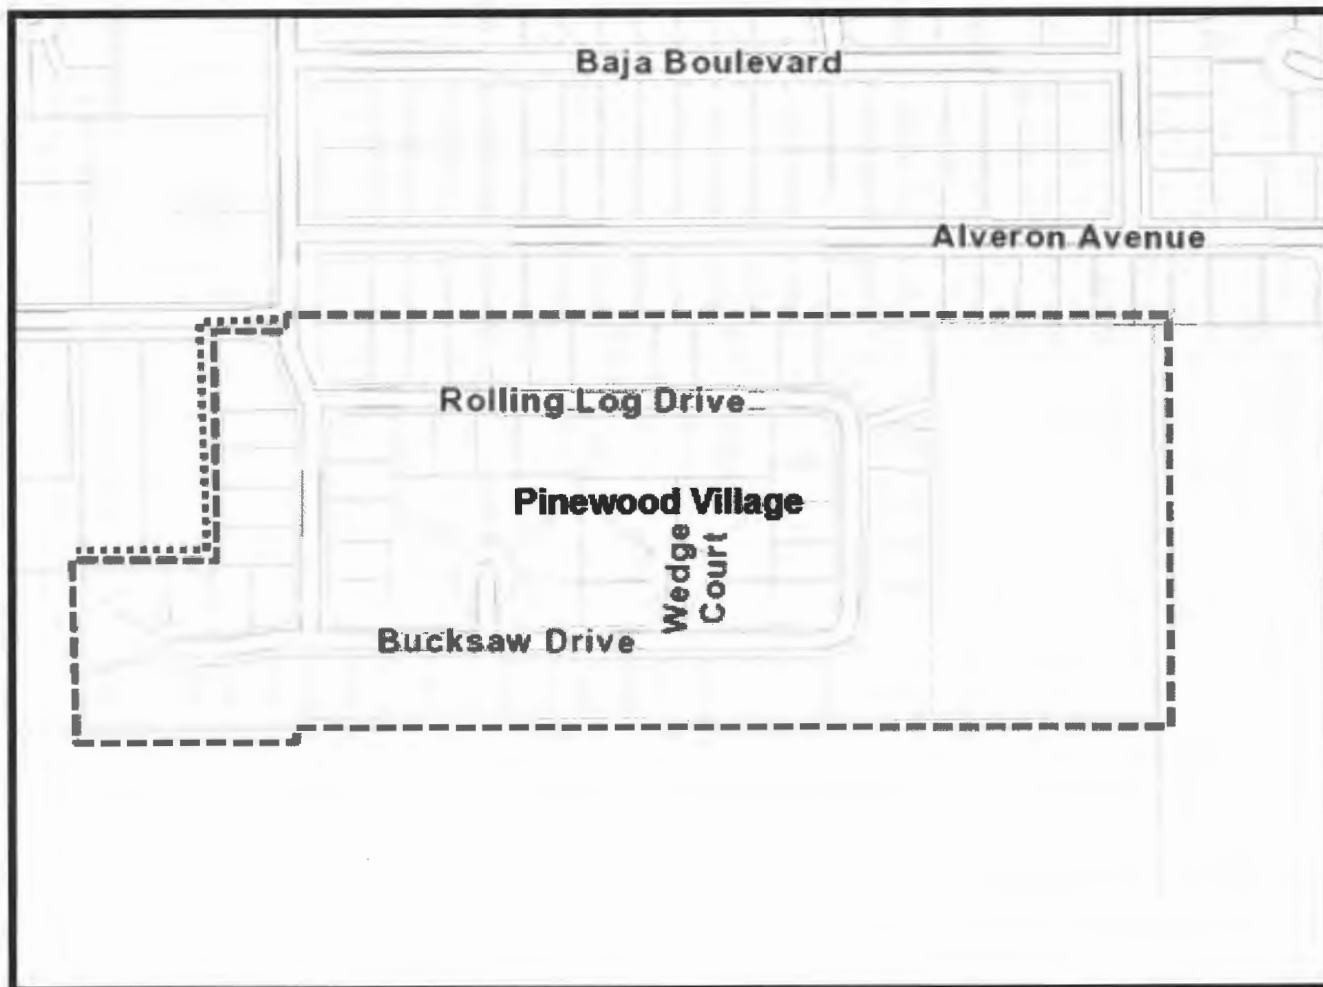 Baja Boulevard
Alveron Avenue
Rolling Log Drive
Pinewood Village
Wedge
Court
Bucksaw Drive